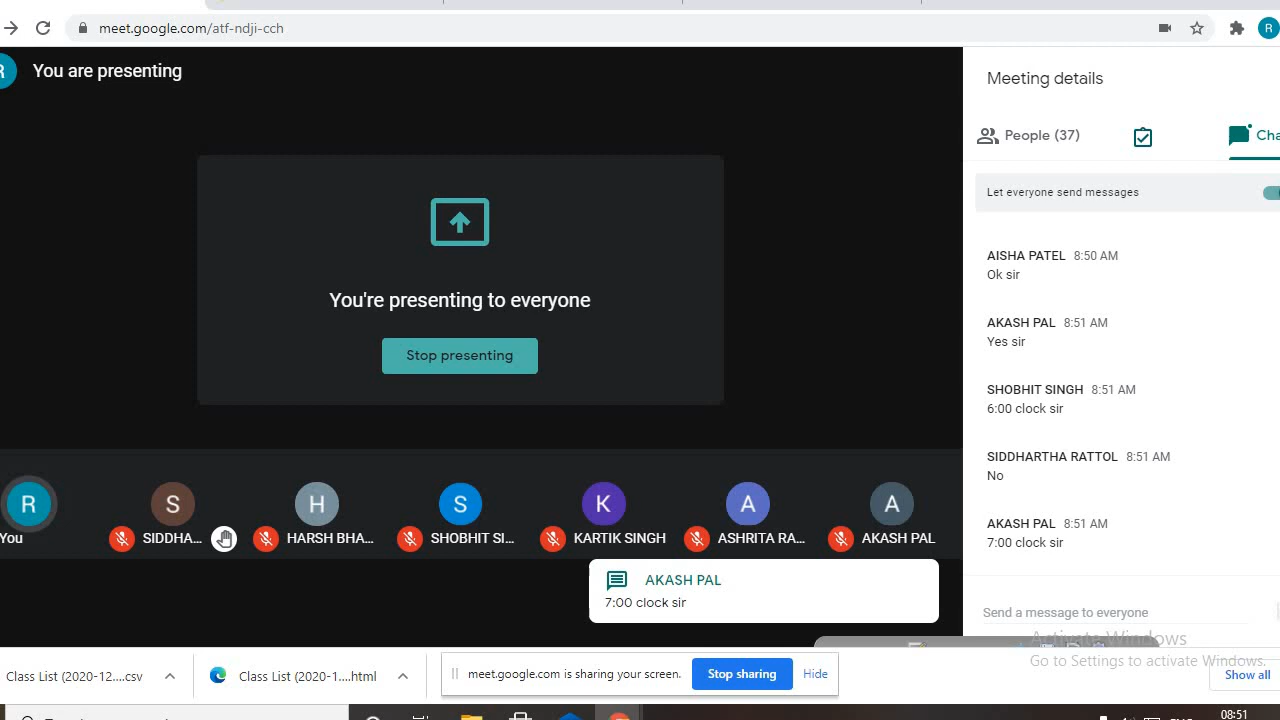 meet.google.com/atf-ndji-cch
R
R
You are presenting
Meeting details
People (37)
Let everyone send messages
You're presenting to everyone
Stop presenting
AISHA PATEL 8:50 AM
Ok sir
AKASH PAL 8:51 AM
Yes sir
SHOBHIT SINGH 8:51 AM
6:00 clock sir
SIDDHARTHA RATTOL 8:51 AM
No
AKASH PAL 8:51 AM
7:00 clock sir
R S H S K A A
You SIDDHA... HARSH BHA... SHOBHIT SI... KARTIK SINGH ASHRITA RA... AKASH PAL
AKASH PAL
7:00 clock sir
Send a message to everyone
Activate Windows
Go to Settings to activate Windows.
Class List (2020-12....csv
Class List (2020-1....html
meet.google.com is sharing your screen.
Stop sharing
Hide
Show all
08:51